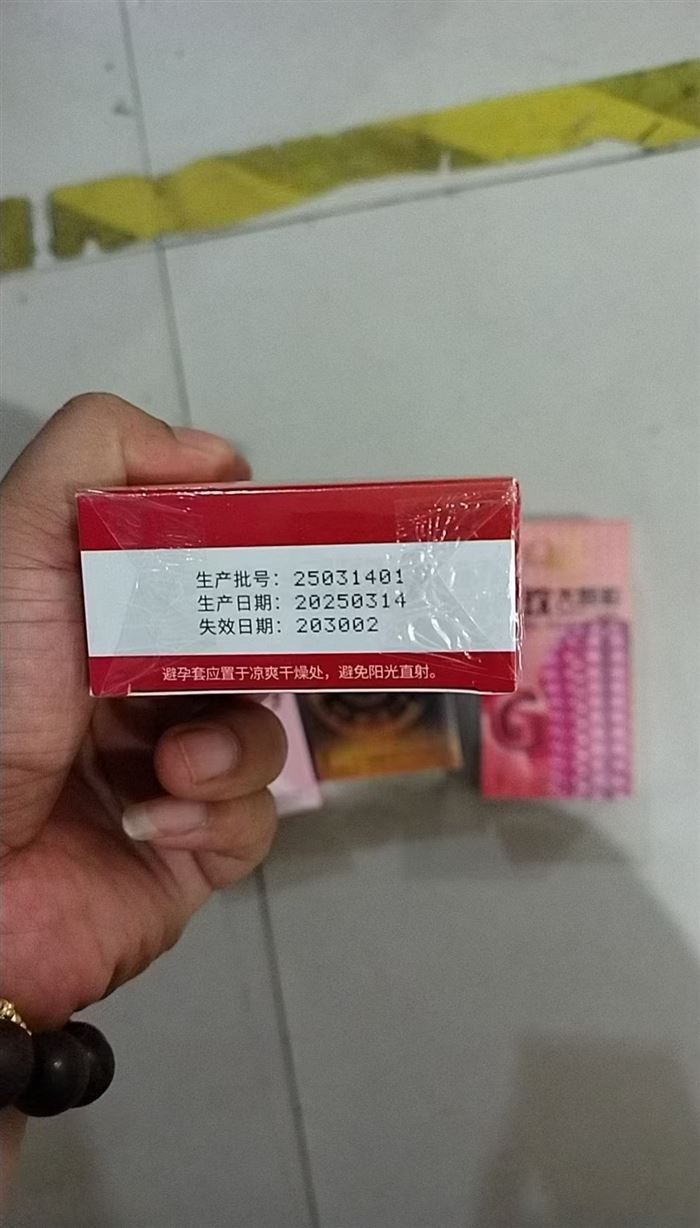 生产批号：25031401
生产日期：20250314
失效日期：203002
避孕套应置于凉爽干燥处，避免阳光直射。
G